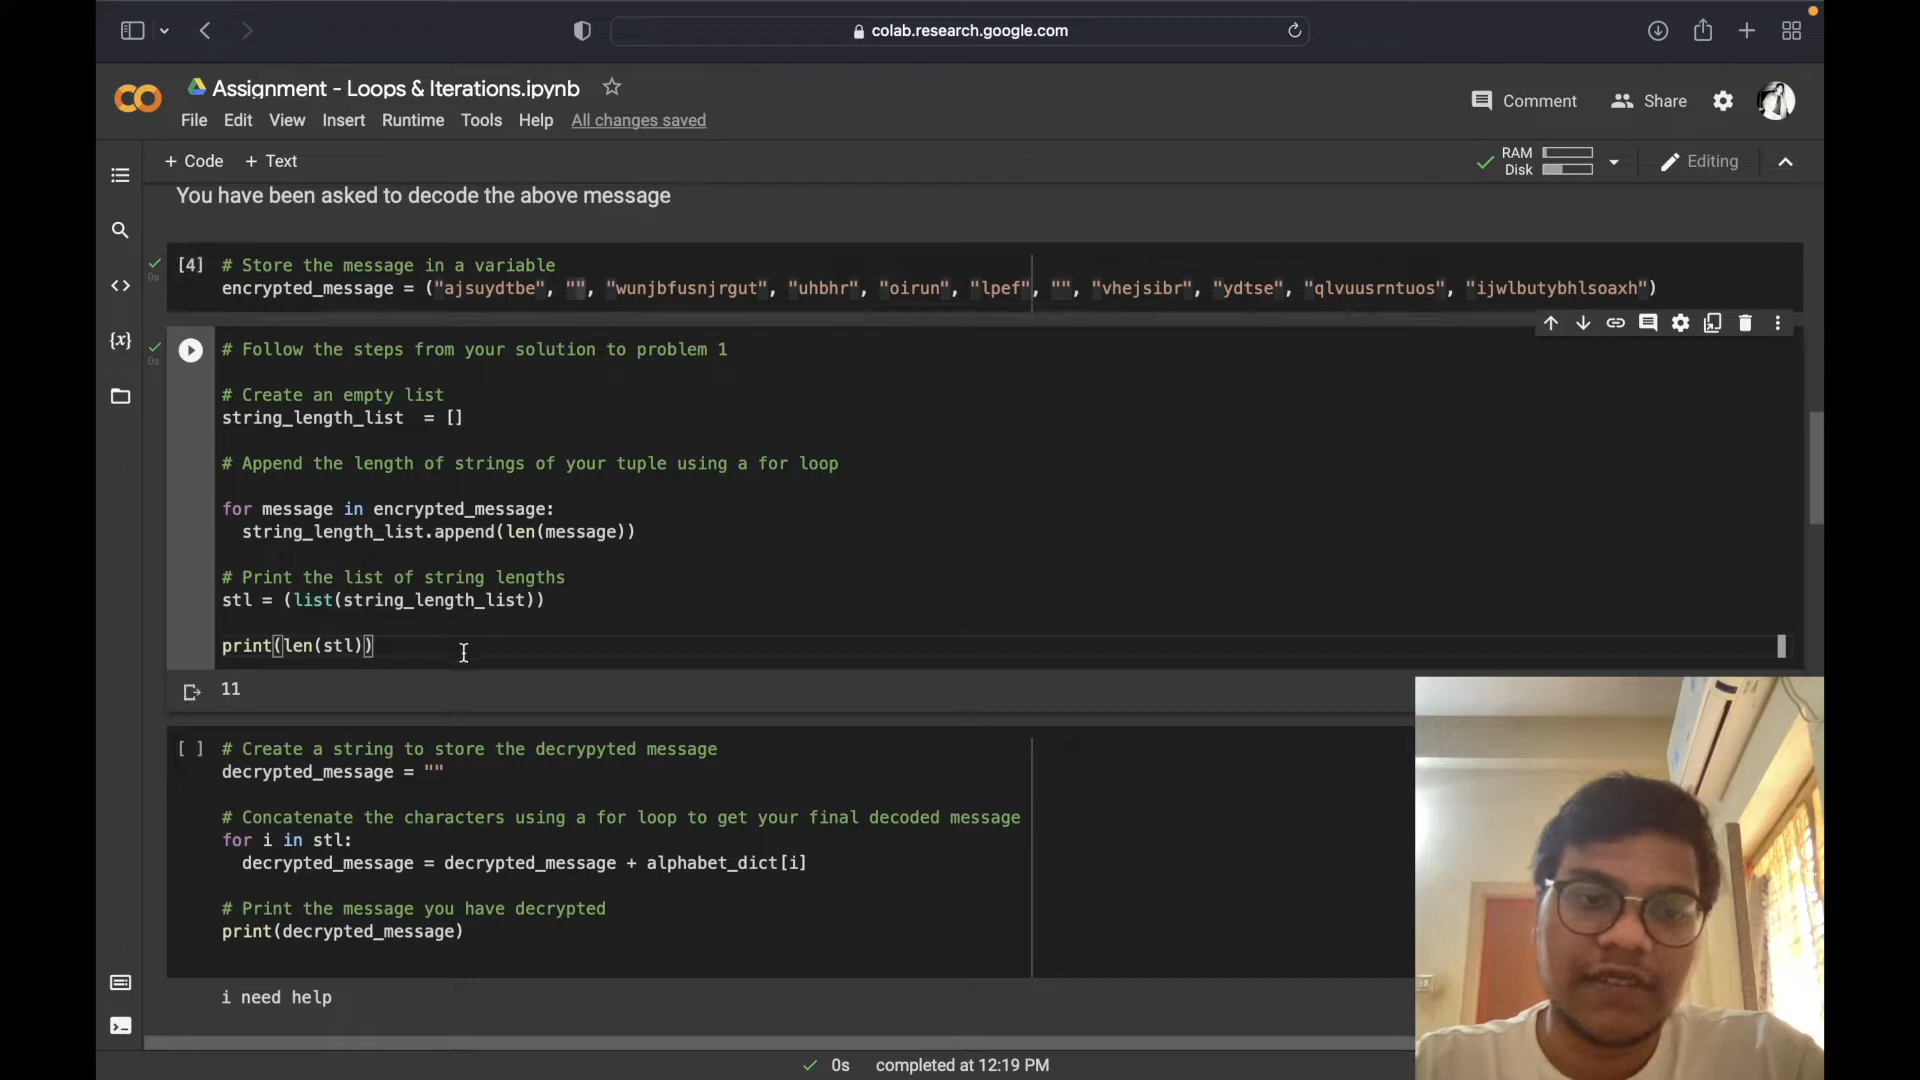 colab.research.google.com
Assignment - Loops & Iterations.ipynb
Comment
Share
File Edit View Insert Runtime Tools Help All changes saved
+ Code + Text
RAM
Disk
Editing
You have been asked to decode the above message
[4] # Store the message in a variable
0s
encrypted_message = ("ajsuydtbe", "", "wunjbfusnjrgut", "uhbhr", "oirun", "lpef", "", "vhejsibr", "ydtse", "qlvuusrntuos", "ijwlbutybhlsoaxh")
{x}
0s
# Follow the steps from your solution to problem 1
# Create an empty list
string_length_list = []
# Append the length of strings of your tuple using a for loop
for message in encrypted_message:
string_length_list.append(len(message))
# Print the list of string lengths
stl = (list(string_length_list))
print(len(stl))
11
[ ] # Create a string to store the decrypyted message
decrypted_message = ""
# Concatenate the characters using a for loop to get your final decoded message
for i in stl:
decrypted_message = decrypted_message + alphabet_dict[i]
# Print the message you have decrypted
print(decrypted_message)
i need help
0s completed at 12:19 PM